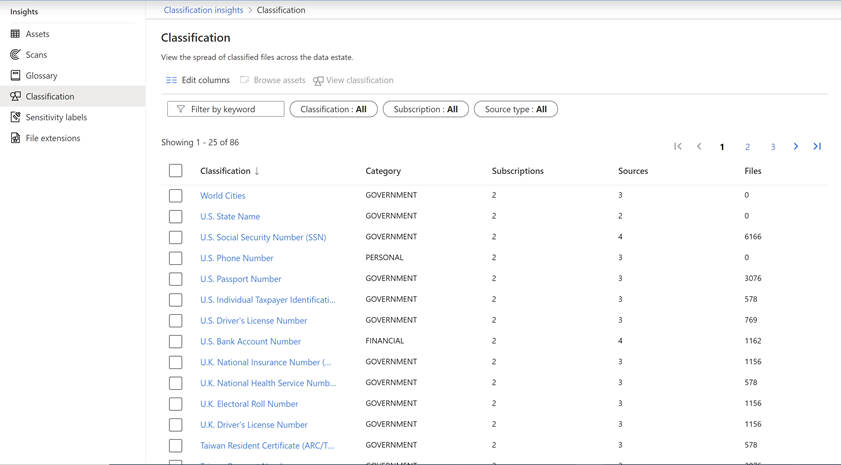 Insights
Assets
Scans
Glossary
Classification
Sensitivity labels
File extensions
Classification insights > Classification
Classification
View the spread of classified files across the data estate.
Edit columns Browse assets View classification
Filter by keyword Classification : All Subscription : All Source type : All
Showing 1 - 25 of 86 1 2 3
Classification ↓ Category Subscriptions Sources Files
World Cities GOVERNMENT 2 3 0
U.S. State Name GOVERNMENT 2 2 0
U.S. Social Security Number (SSN) GOVERNMENT 2 4 6166
U.S. Phone Number PERSONAL 2 3 0
U.S. Passport Number GOVERNMENT 2 3 3076
U.S. Individual Taxpayer Identificati... GOVERNMENT 2 3 578
U.S. Driver's License Number GOVERNMENT 2 3 769
U.S. Bank Account Number FINANCIAL 2 4 1162
U.K. National Insurance Number (... GOVERNMENT 2 3 1156
U.K. National Health Service Numb... GOVERNMENT 2 3 578
U.K. Electoral Roll Number GOVERNMENT 2 3 1156
U.K. Driver's License Number GOVERNMENT 2 3 1156
Taiwan Resident Certificate (ARC/T... GOVERNMENT 2 3 578